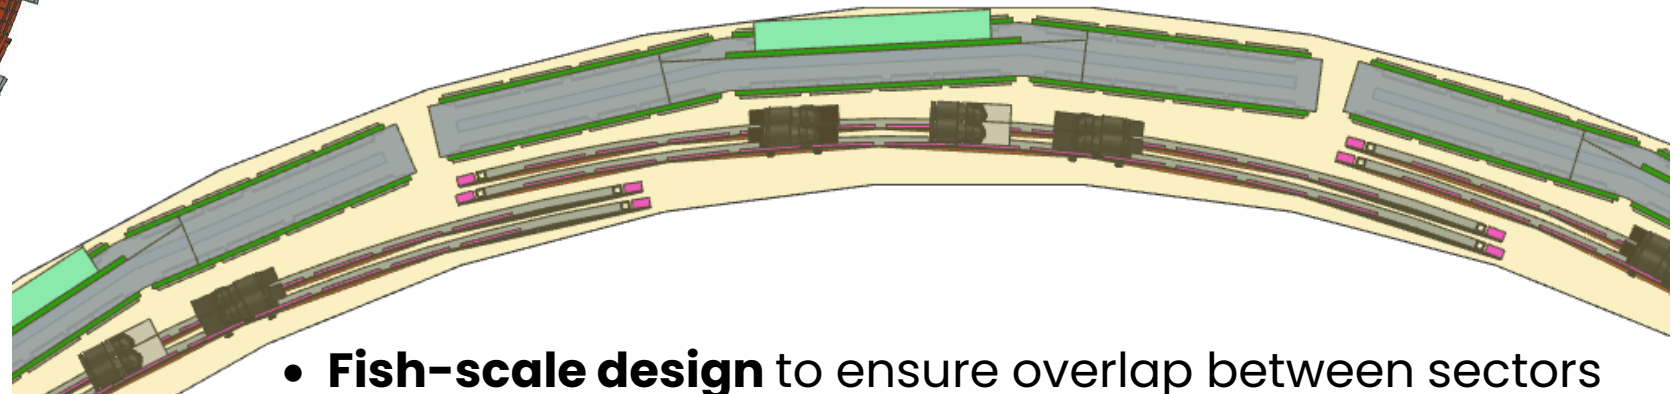 • Fish-scale design to ensure overlap between sectors